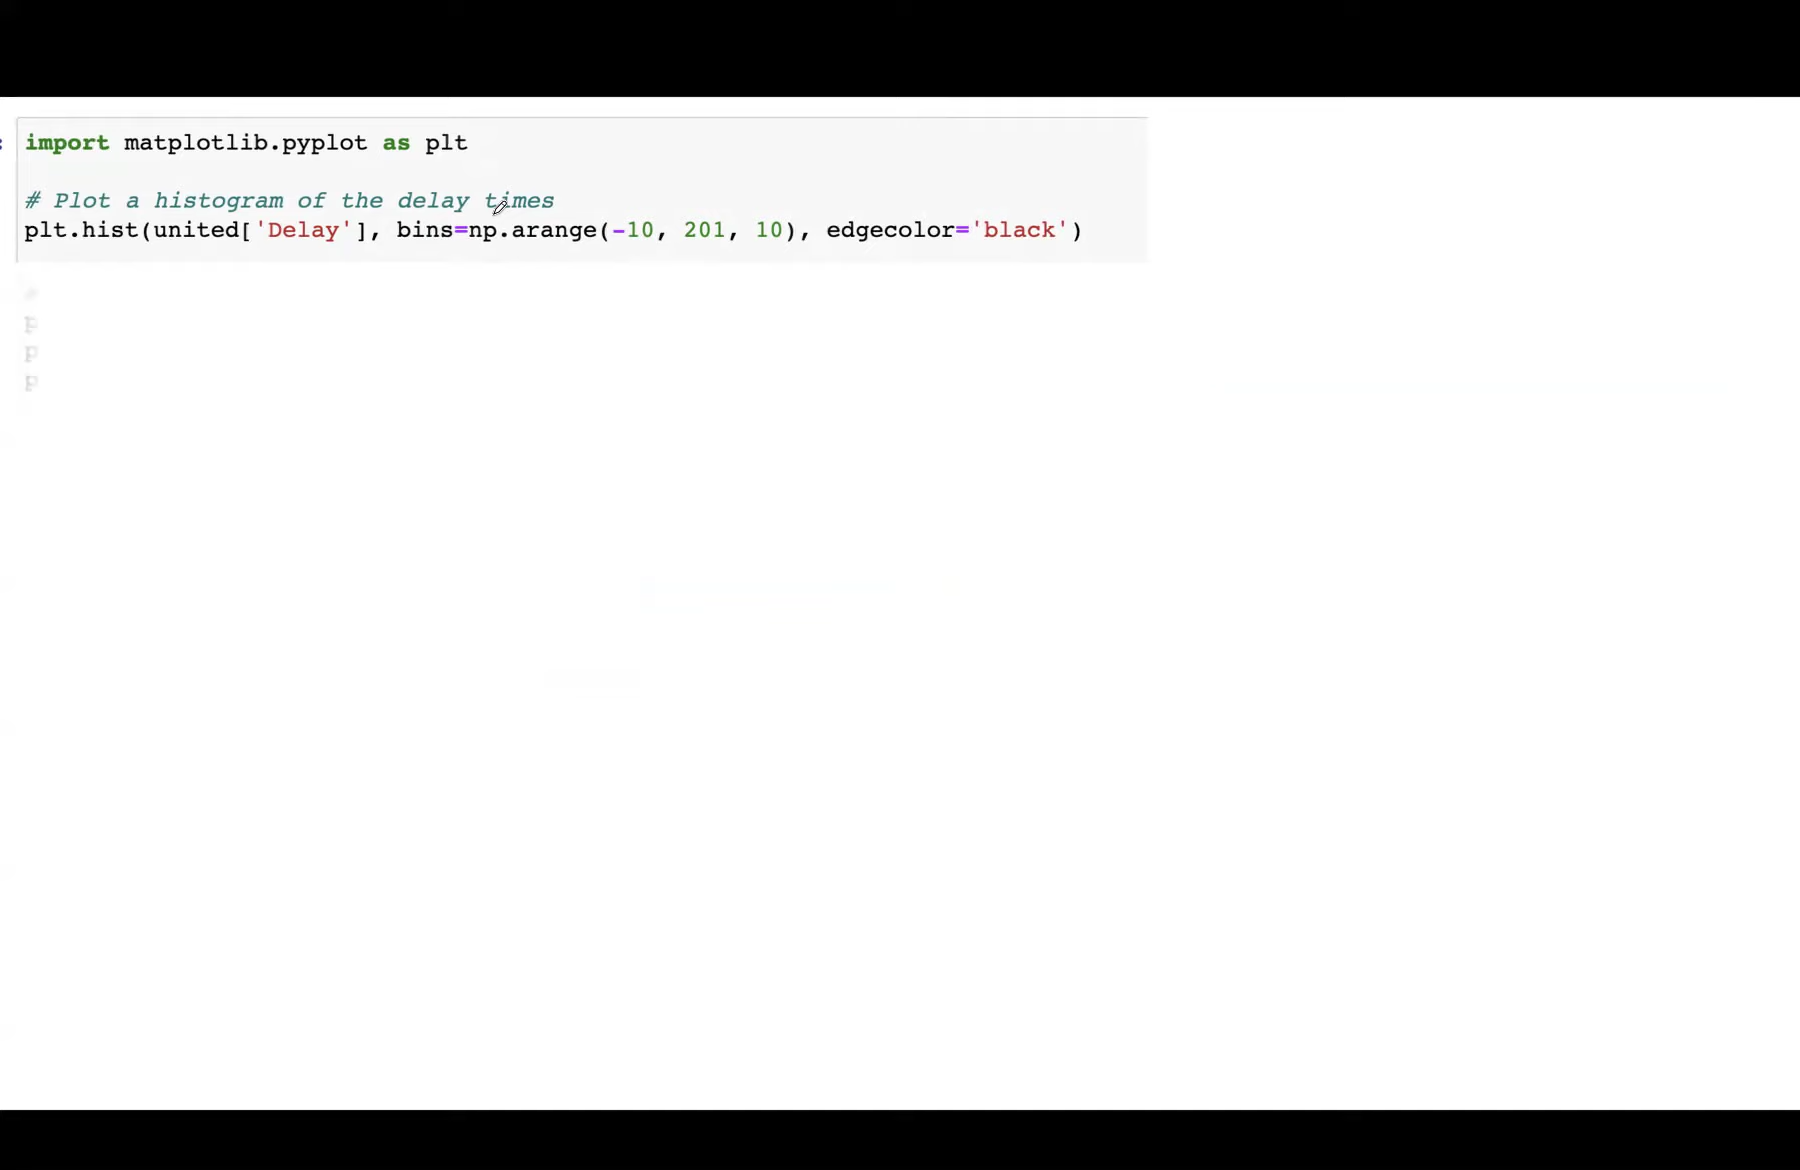 import matplotlib.pyplot as plt
# Plot a histogram of the delay times
plt.hist(united['Delay'], bins=np.arange(-10, 201, 10), edgecolor='black')
p
p
p